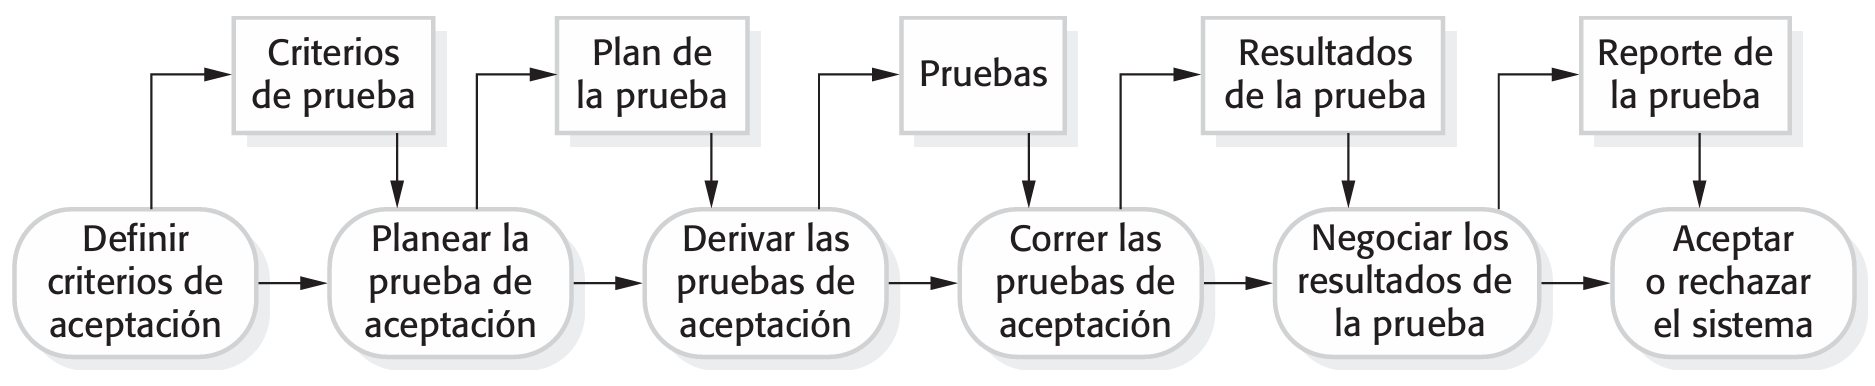 Criterios
de prueba
Plan de
la prueba
Pruebas
Resultados
de la prueba
Reporte de
la prueba
Definir
criterios de
aceptación
Planear la
prueba de
aceptación
Derivar las
pruebas de
aceptación
Correr las
pruebas de
aceptación
Negociar los
resultados de
la prueba
Aceptar
o rechazar
el sistema